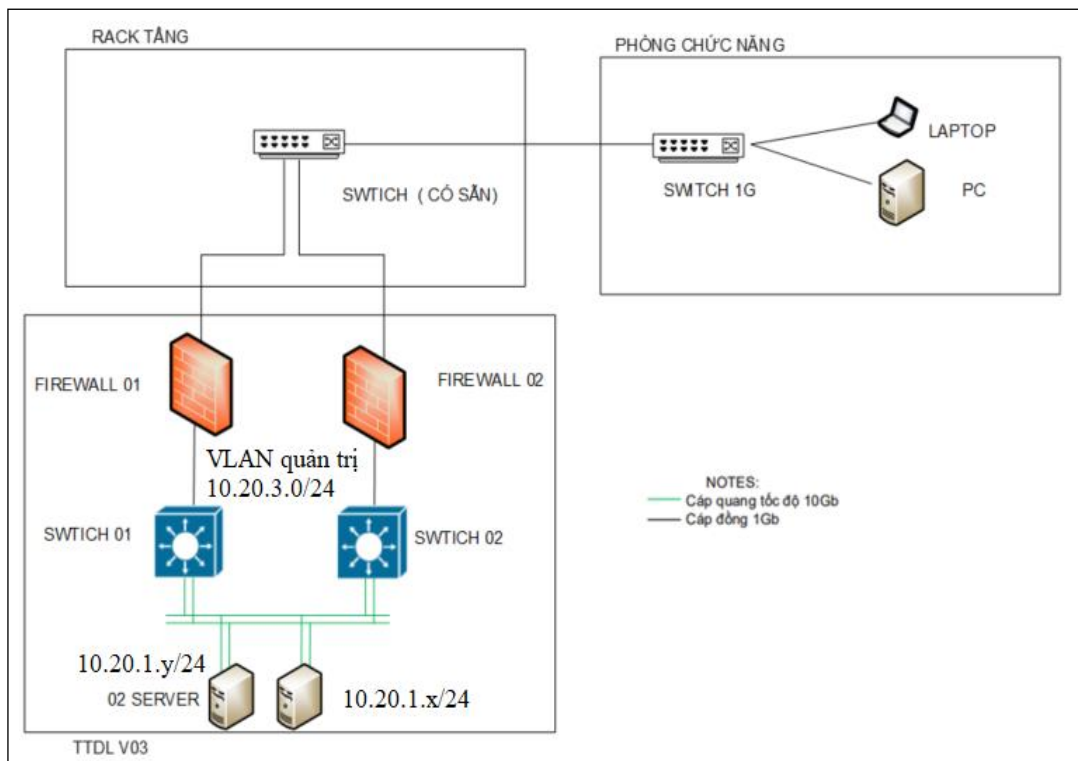 RACK TẦNG
PHÒNG CHỨC NĂNG
LAPTOP
SWTICH ( CÓ SẴN)
SWITCH 1G
PC
FIREWALL 01
FIREWALL 02
VLAN quản trị
10.20.3.0/24
SWTICH 01
SWTICH 02
NOTES:
Cáp quang tốc độ 10Gb
Cáp đồng 1Gb
10.20.1.y/24
02 SERVER
10.20.1.x/24
TTDL V03